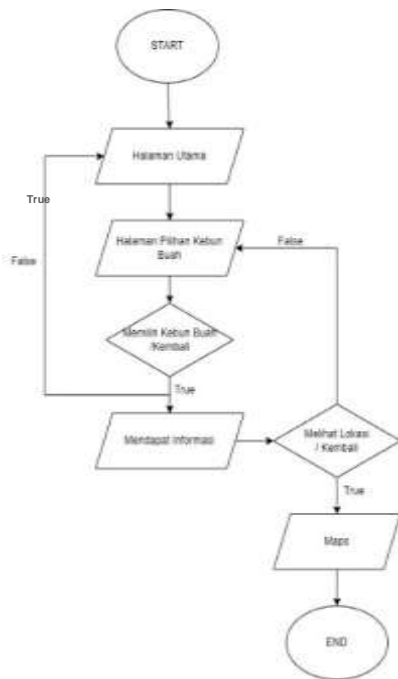 START
Halaman Utama
True
Halaman Pilihan Kebun
Buah
False
False
Memilih Kebun Buah
/Kembali
True
Mendapat Informasi
Melihat Lokasi
/ Kembali
True
Maps
END